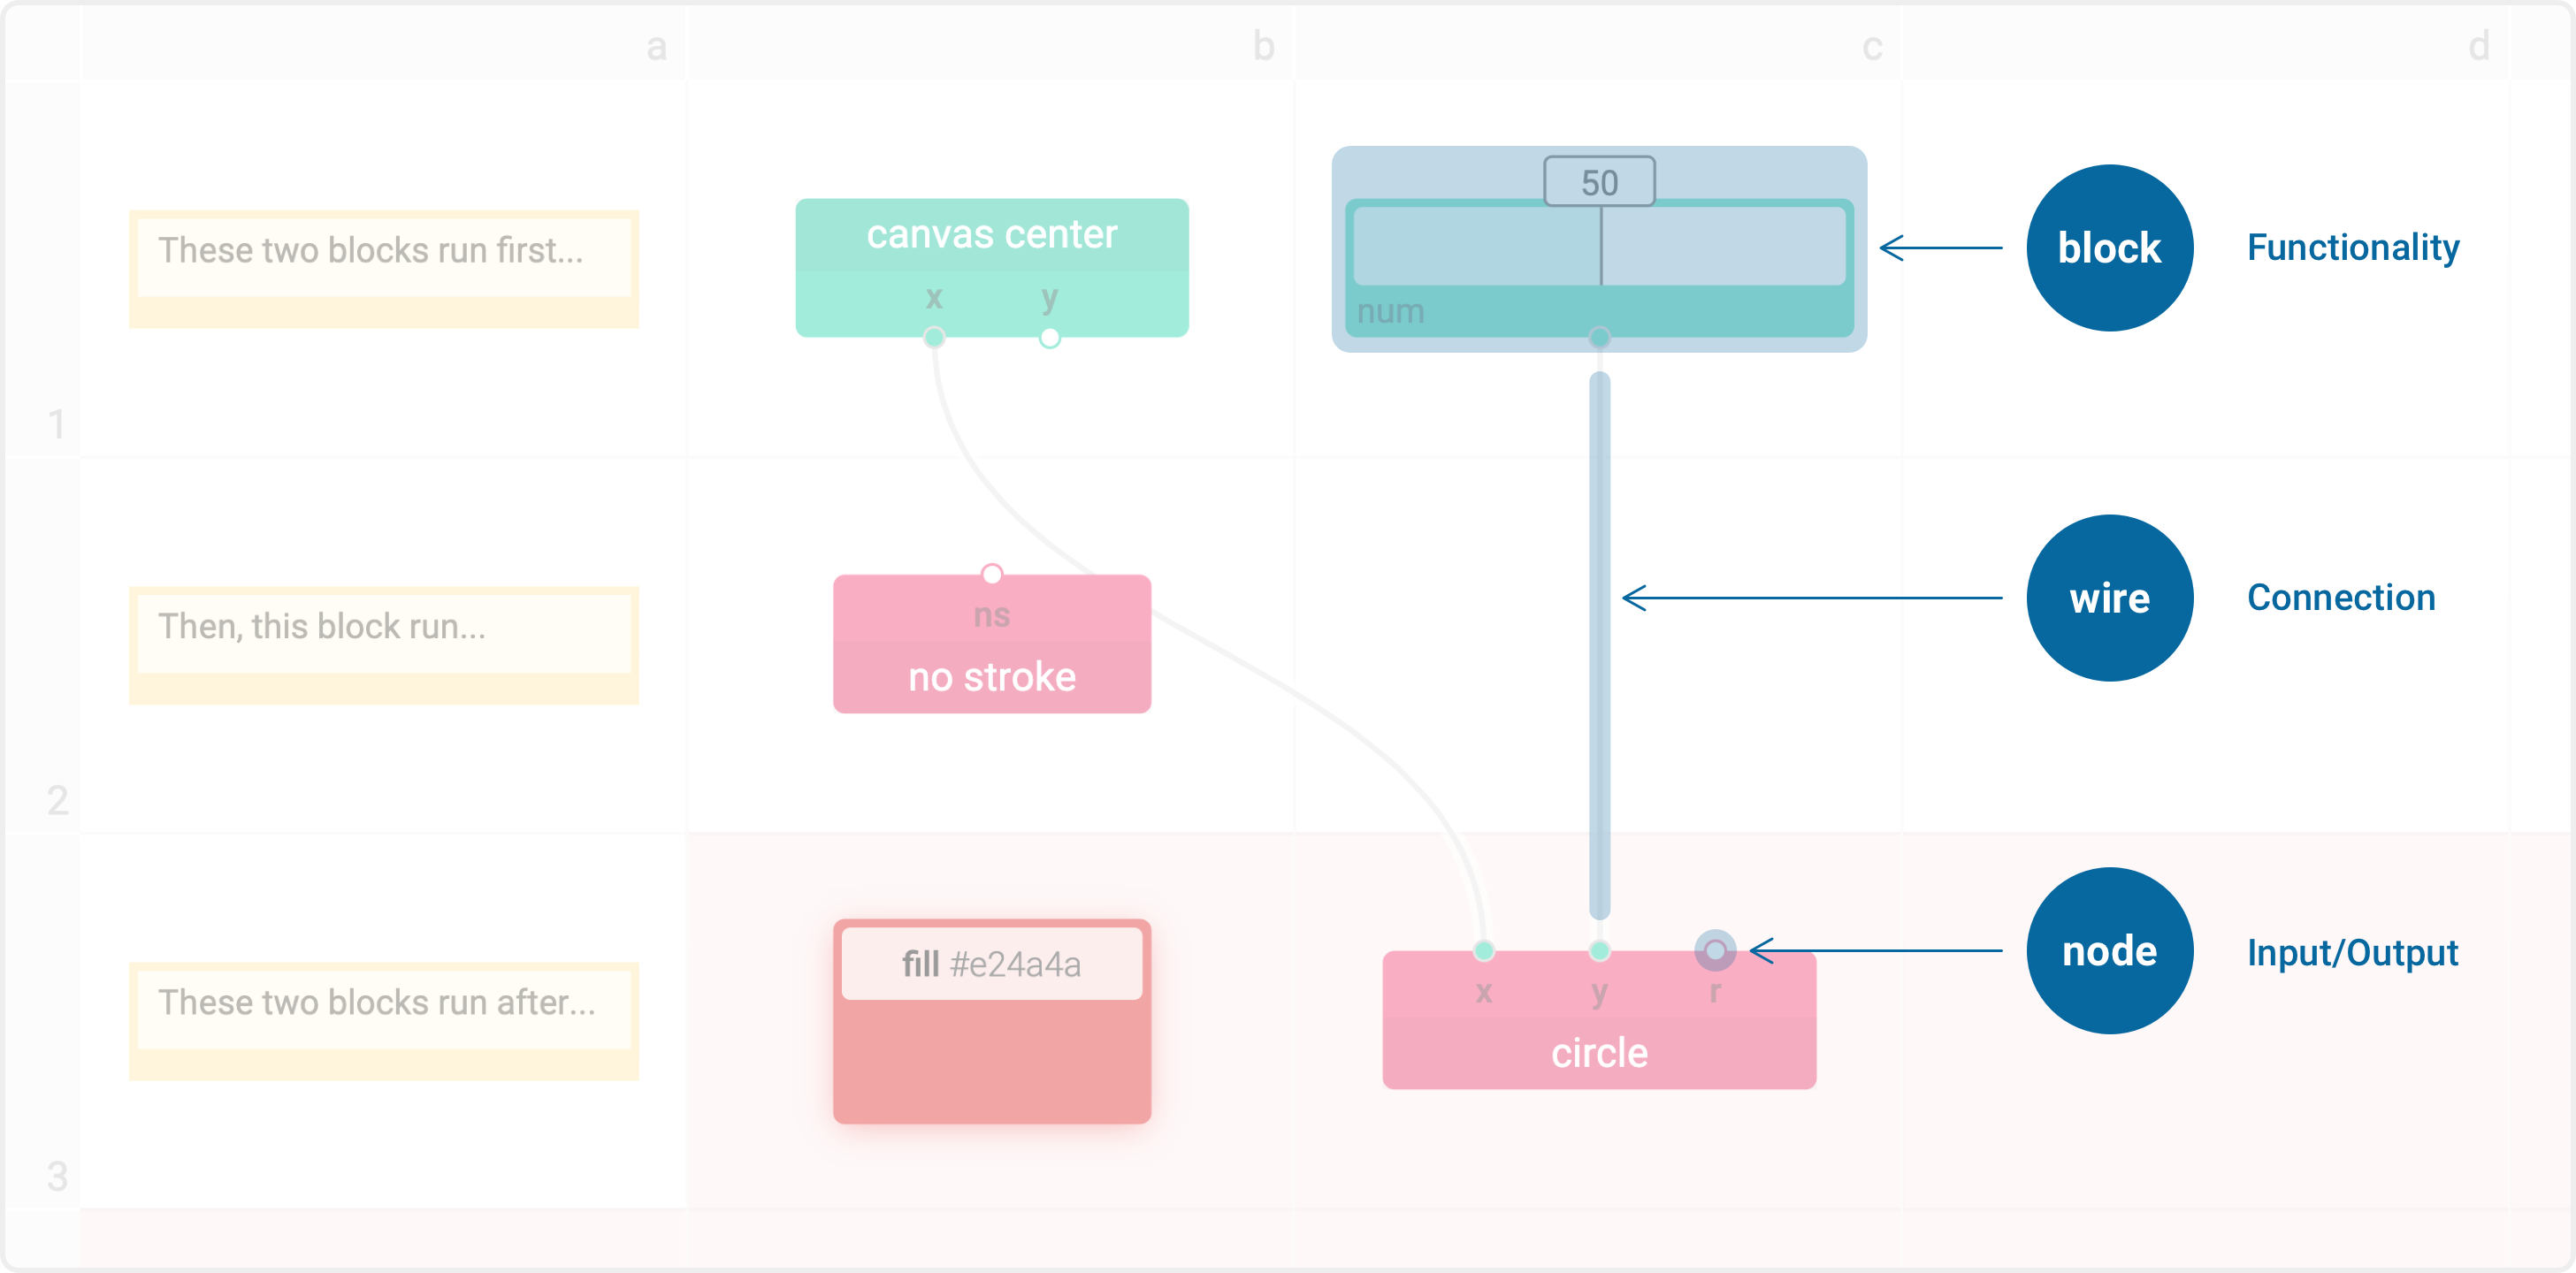 a b c d
50
These two blocks run first...
canvas center
x y
num
block Functionality
1
ns
Then, this block run...
no stroke
wire Connection
2
fill #e24a4a
These two blocks run after...
x y r
circle
node Input/Output
3